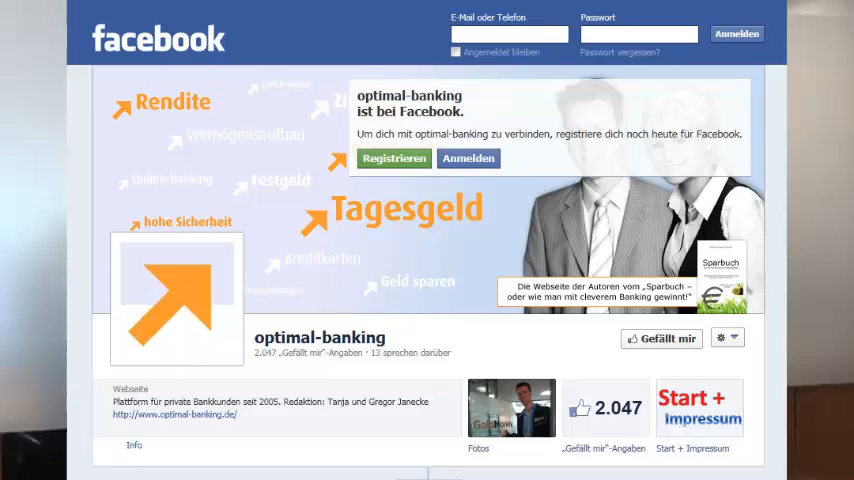 facebook
E-Mail oder Telefon
Passwort
Anmelden
Angemeldet bleiben
Passwort vergessen?
Rendite
optimal-banking
ist bei Facebook.
Um dich mit optimal-banking zu verbinden, registriere dich noch heute für Facebook.
Registrieren
Anmelden
Vermögensaufbau
Online-Banking
Festgeld
Tagesgeld
hohe Sicherheit
Kreditkarten
Geld sparen
Sparbuch
Die Webseite der Autoren vom „Sparbuch –
oder wie man mit cleverem Banking gewinnt!“
optimal-banking
2.047 „Gefällt mir“-Angaben · 13 sprechen darüber
Gefällt mir
Webseite
Plattform für private Bankkunden seit 2005. Redaktion: Tanja und Gregor Janecke
http://www.optimal-banking.de/
Info
GoldMoney
2.047
Start +
Impressum
Fotos
„Gefällt mir“-Angaben
Start + Impressum